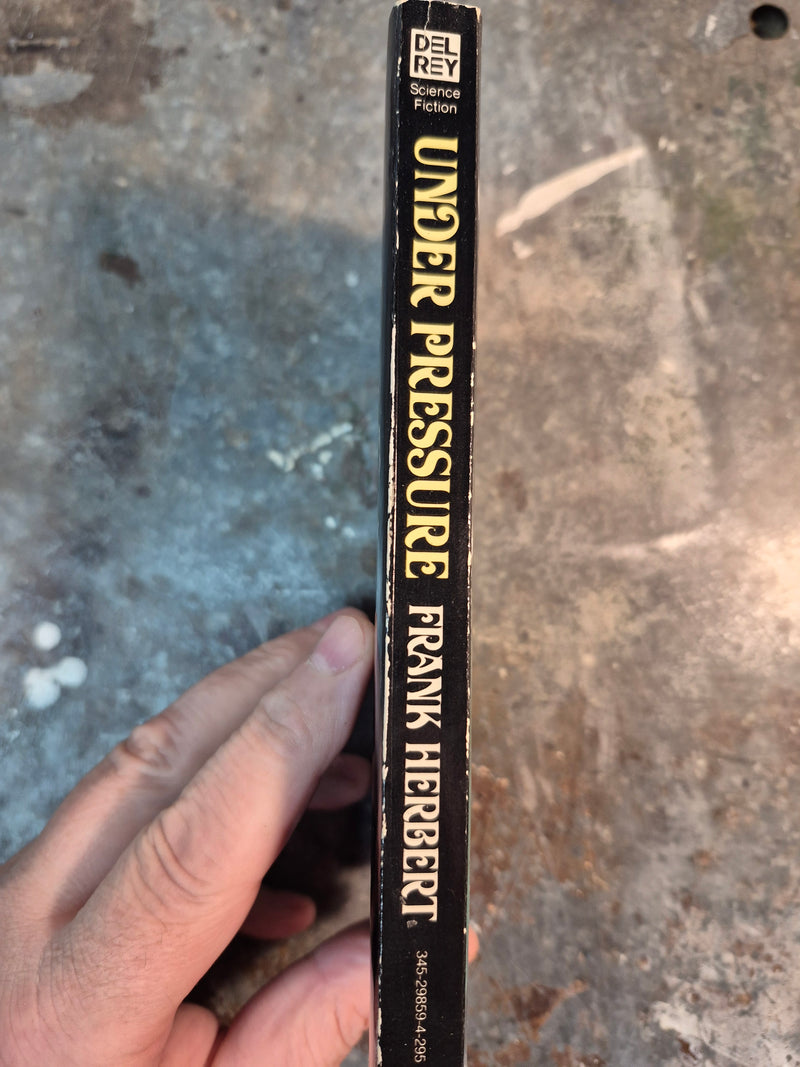 DEL
REY
Science
Fiction
UNDER PRESSURE FRANK HERBERT
345-29859-4-295